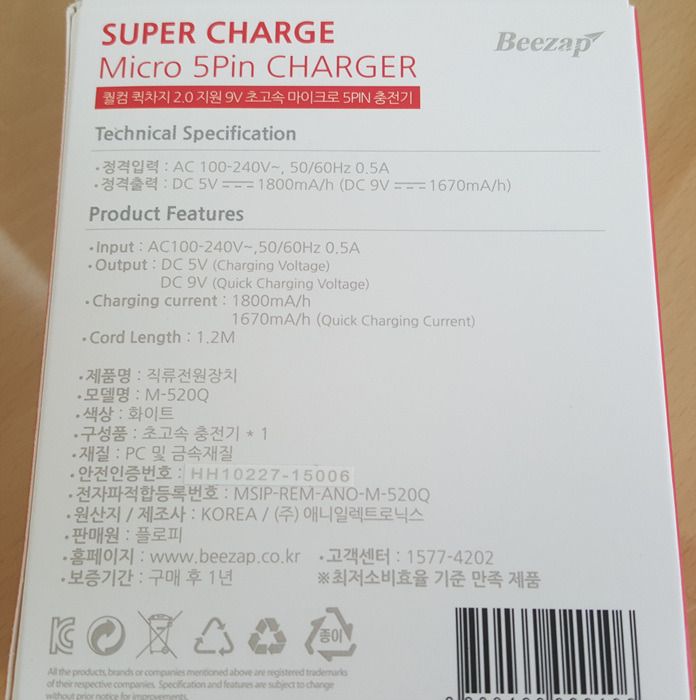 SUPER CHARGE
Beezap
Micro 5Pin CHARGER
퀄컴 퀵차지 2.0 지원 9V 초고속 마이크로 5PIN 충전기
Technical Specification
• 정격입력 : AC 100-240V~, 50/60Hz 0.5A
• 정격출력 : DC 5V ⎓ 1800mA/h (DC 9V ⎓ 1670mA/h)
Product Features
• Input : AC100-240V~,50/60Hz 0.5A
• Output : DC 5V (Charging Voltage)
DC 9V (Quick Charging Voltage)
• Charging current : 1800mA/h
1670mA/h (Quick Charging Current)
• Cord Length : 1.2M
• 제품명 : 직류전원장치
• 모델명 : M-520Q
• 색상 : 화이트
• 구성품 : 초고속 충전기 * 1
• 재질 : PC 및 금속재질
• 안전인증번호 : HH10227-15006
• 전자파적합등록번호 : MSIP-REM-ANO-M-520Q
• 원산지 / 제조사 : KOREA / (주) 애니일렉트로닉스
• 판매원 : 플로피
• 홈페이지 : www.beezap.co.kr • 고객센터 : 1577-4202
• 보증기간 : 구매 후 1년 ※최저소비효율 기준 만족 제품
종이
All the products, brands or companies mentioned above are registered trademarks
of their respective companies. Specification and features are subject to change
without prior notice for improvements.